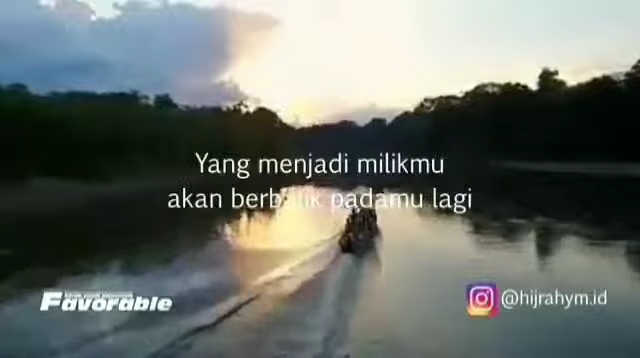 Yang menjadi milikmu
akan berbalik padamu lagi
Favorable
@hijrahym.id